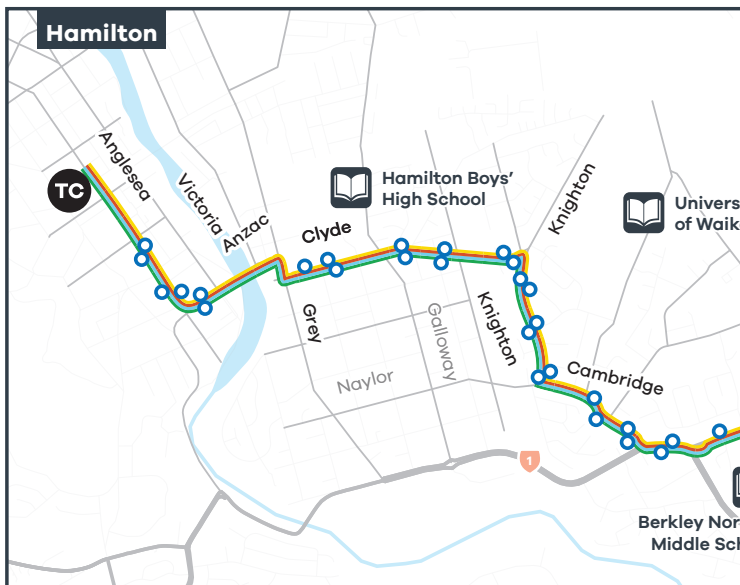 Hamilton
Anglesea
TC
Victoria
Anzac
Clyde
Hamilton Boys'
High School
Knighton
Univers
of Waik
Grey
Galloway
Knighton
Naylor
Cambridge
1
Berkley Nor
Middle Sch